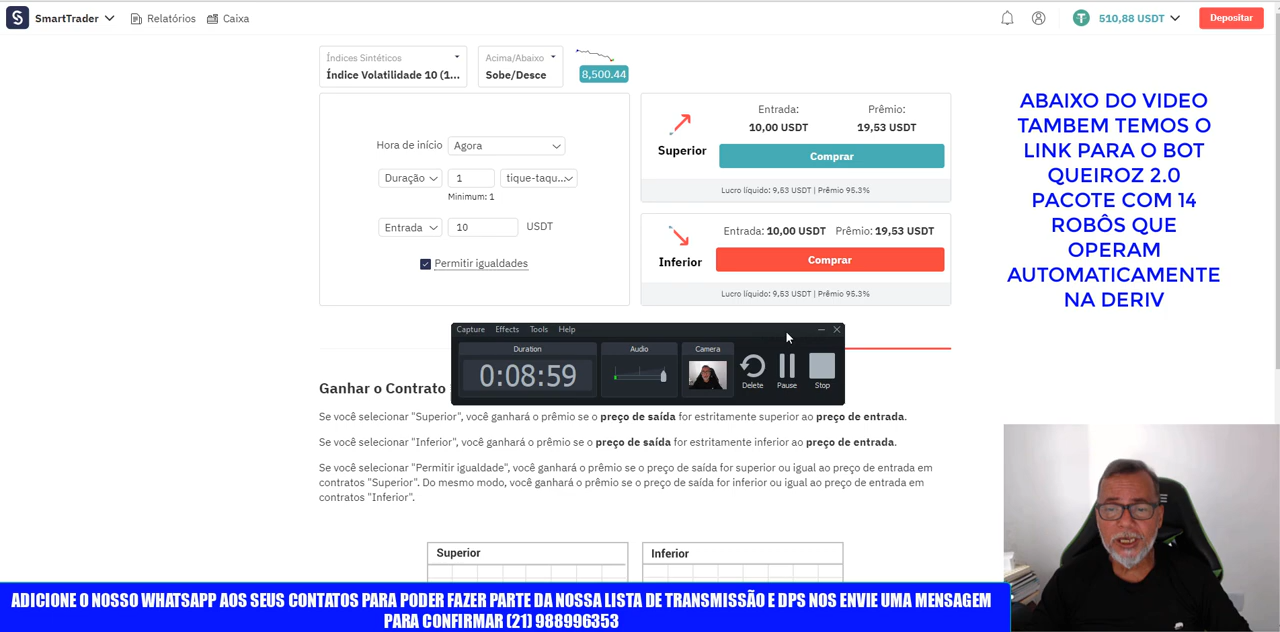 SmartTrader
Relatórios
Caixa
510,88 USDT
Depositar
Índices Sintéticos
Índice Volatilidade 10 (1...
Acima/Abaixo
Sobe/Desce
8,500.44
Hora de início
Agora
Duração
1
tique-taqu...
Minimum: 1
Entrada
10
USDT
Permitir igualdades
Superior
Entrada:
10,00 USDT
Prêmio:
19,53 USDT
Comprar
Lucro líquido: 9,53 USDT | Prêmio 95.3%
Inferior
Entrada: 10,00 USDT Prêmio: 19,53 USDT
Comprar
Lucro líquido: 9,53 USDT | Prêmio 95.3%
ABAIXO DO VIDEO
TAMBEM TEMOS O
LINK PARA O BOT
QUEIROZ 2.0
PACOTE COM 14
ROBÔS QUE
OPERAM
AUTOMATICAMENTE
NA DERIV
Capture Effects Tools Help
Duration
0:08:59
Audio
Camera
Delete
Pause
Stop
Ganhar o Contrato
Se você selecionar "Superior", você ganhará o prêmio se o preço de saída for estritamente superior ao preço de entrada.
Se você selecionar "Inferior", você ganhará o prêmio se o preço de saída for estritamente inferior ao preço de entrada.
Se você selecionar "Permitir igualdade", você ganhará o prêmio se o preço de saída for superior ou igual ao preço de entrada em
contratos "Superior". Do mesmo modo, você ganhará o prêmio se o preço de saída for inferior ou igual ao preço de entrada em
contratos "Inferior".
Superior
Inferior
ADICIONE O NOSSO WHATSAPP AOS SEUS CONTATOS PARA PODER FAZER PARTE DA NOSSA LISTA DE TRANSMISSÃO E DPS NOS ENVIE UMA MENSAGEM
PARA CONFIRMAR (21) 988996353